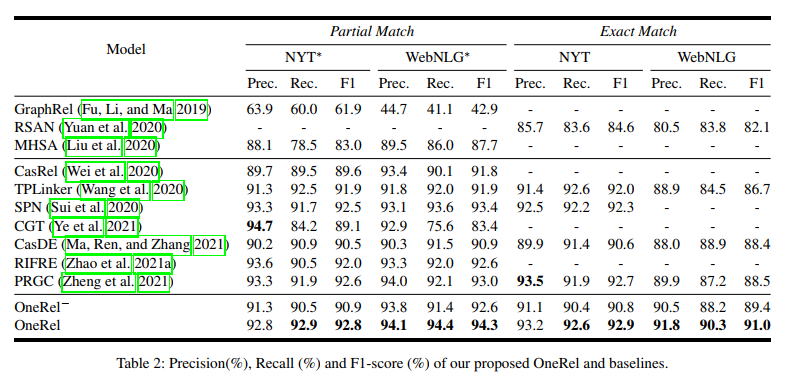 Model Partial Match Exact Match
NYT* WebNLG* NYT WebNLG
Prec. Rec. F1 Prec. Rec. F1 Prec. Rec. F1 Prec. Rec. F1
GraphRel (Fu, Li, and Ma 2019) 63.9 60.0 61.9 44.7 41.1 42.9 - - - - - -
RSAN (Yuan et al. 2020) - - - - - - 85.7 83.6 84.6 80.5 83.8 82.1
MHSA (Liu et al. 2020) 88.1 78.5 83.0 89.5 86.0 87.7 - - - - - -
CasRel (Wei et al. 2020) 89.7 89.5 89.6 93.4 90.1 91.8 - - - - - -
TPLinker (Wang et al. 2020) 91.3 92.5 91.9 91.8 92.0 91.9 91.4 92.6 92.0 88.9 84.5 86.7
SPN (Sui et al. 2020) 93.3 91.7 92.5 93.1 93.6 93.4 92.5 92.2 92.3 - - -
CGT (Ye et al. 2021) 94.7 84.2 89.1 92.9 75.6 83.4 - - - - - -
CasDE (Ma, Ren, and Zhang 2021) 90.2 90.9 90.5 90.3 91.5 90.9 89.9 91.4 90.6 88.0 88.9 88.4
RIFRE (Zhao et al. 2021a) 93.6 90.5 92.0 93.3 92.0 92.6 - - - - - -
PRGC (Zheng et al. 2021) 93.3 91.9 92.6 94.0 92.1 93.0 93.5 91.9 92.7 89.9 87.2 88.5
OneRel⁻ 91.3 90.5 90.9 93.8 91.4 92.6 91.1 90.4 90.8 90.5 88.2 89.4
OneRel 92.8 92.9 92.8 94.1 94.4 94.3 93.2 92.6 92.9 91.8 90.3 91.0
Table 2: Precision(%), Recall (%) and F1-score (%) of our proposed OneRel and baselines.